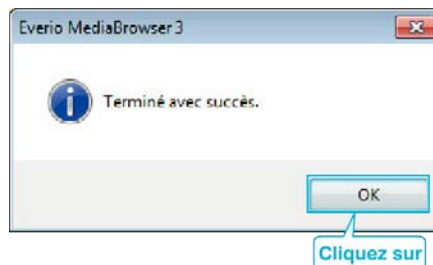 Everio MediaBrowser 3
Terminé avec succès.
OK
Cliquez sur